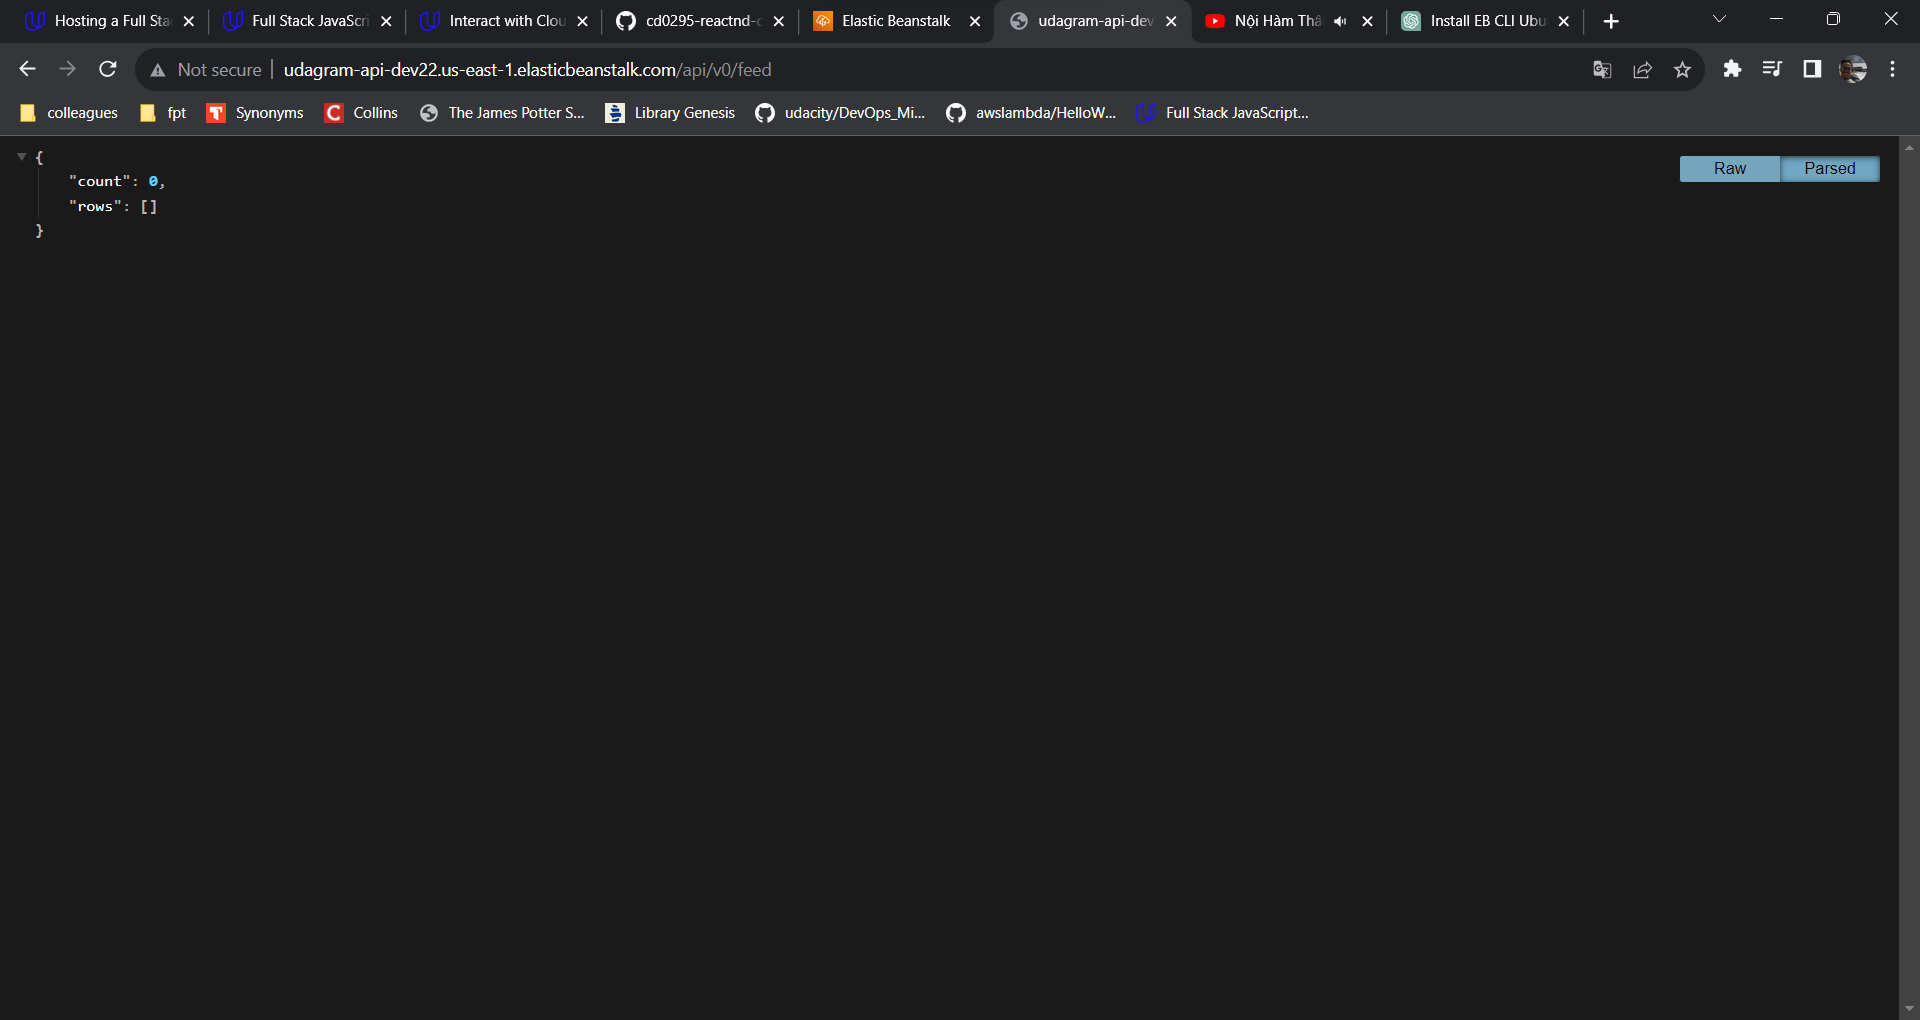 Hosting a Full Sta
Full Stack JavaScri
Interact with Clou
cd0295-reactnd-c
Elastic Beanstalk
udagram-api-dev
Nội Hàm Thâ
Install EB CLI Ubu
Not secure
udagram-api-dev22.us-east-1.elasticbeanstalk.com/api/v0/feed
colleagues
fpt
Synonyms
Collins
The James Potter S...
Library Genesis
udacity/DevOps_Mi...
awslambda/HelloW...
Full Stack JavaScript...
{
"count": 0,
"rows": []
}
Raw
Parsed